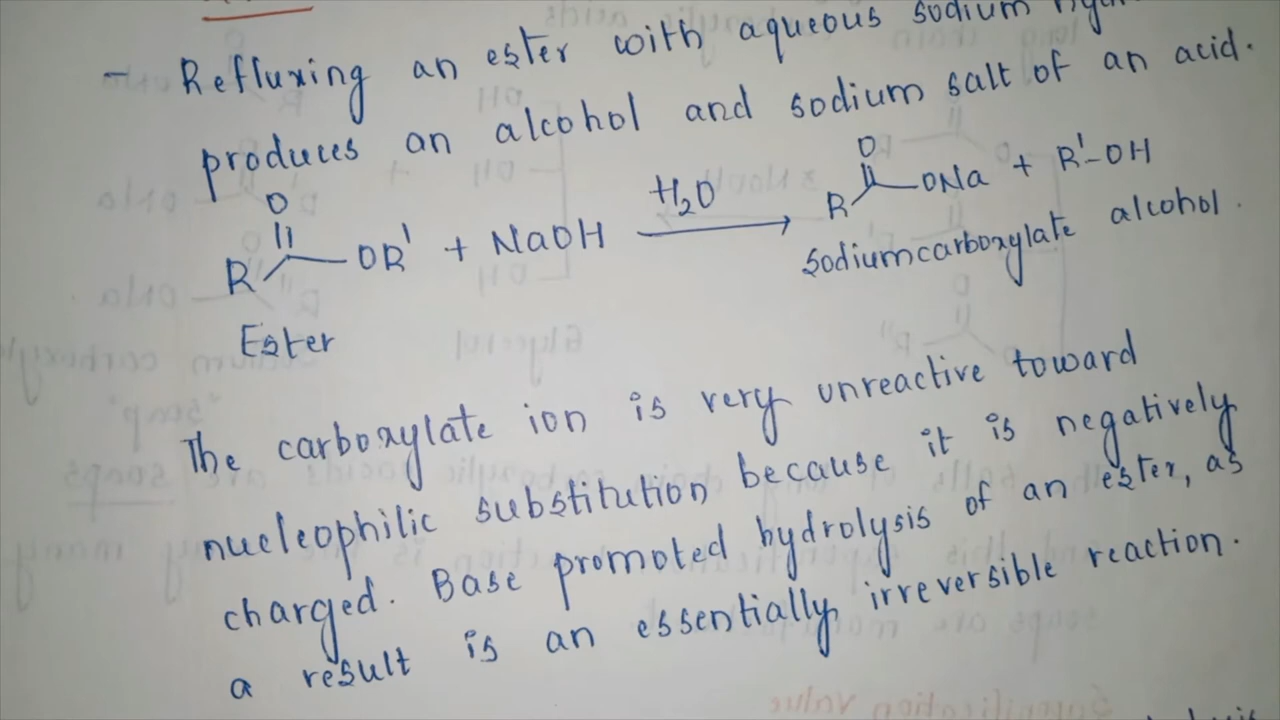 - Refluxing an ester with aqueous sodium
produces an alcohol and sodium salt of an acid.
O
||
R OR' + NaOH
H2O
O
||
R ONa + R'-OH
Ester
Sodium carboxylate alcohol.
The carboxylate ion is very unreactive toward
nucleophilic substitution because it is negatively
charged. Base promoted hydrolysis of an ester, as
a result is an essentially irreversible reaction.